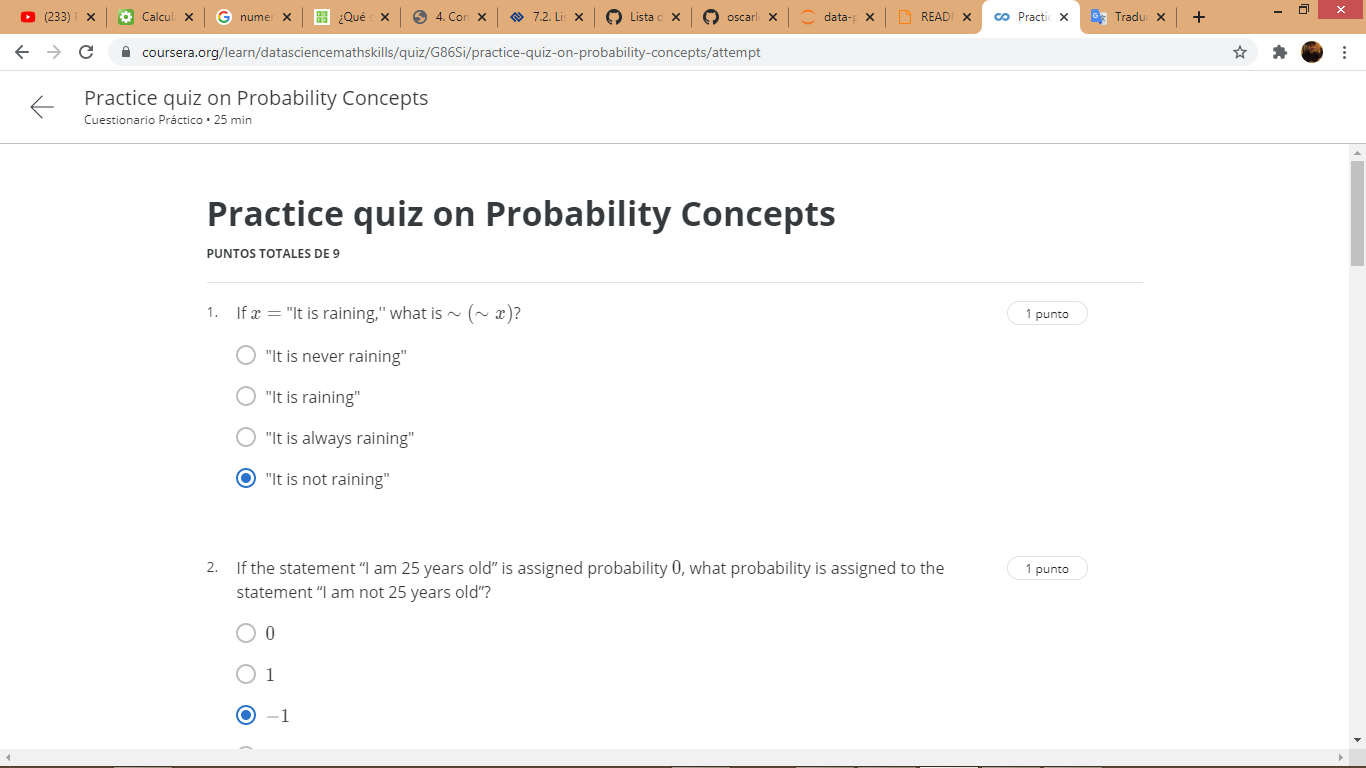 (233) F
Calcul
numer
¿Qué s
4. Con
7.2. Lis
Lista d
oscarl
data-p
READI
Practic
Tradu
coursera.org/learn/datasciencemathskills/quiz/G86Si/practice-quiz-on-probability-concepts/attempt
Practice quiz on Probability Concepts
Cuestionario Práctico • 25 min
Practice quiz on Probability Concepts
PUNTOS TOTALES DE 9
1. If x = "It is raining,'' what is ∼ (∼ x)?
1 punto
"It is never raining"
"It is raining"
"It is always raining"
"It is not raining"
2. If the statement “I am 25 years old” is assigned probability 0, what probability is assigned to the
1 punto
statement “I am not 25 years old”?
0
1
−1